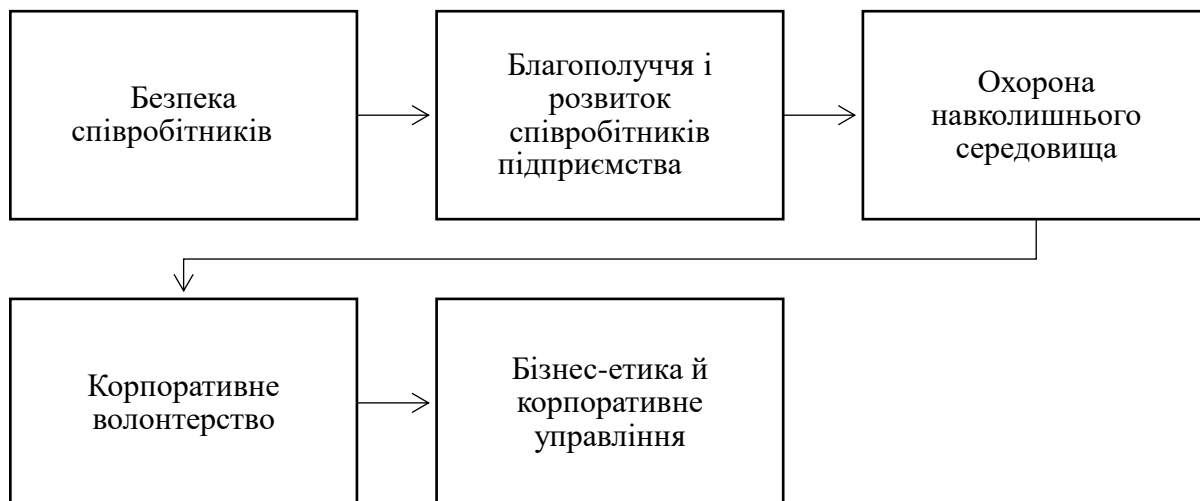 Безпека
співробітників
Благополуччя і
розвиток
співробітників
підприємства
Охорона
навколишнього
середовища
Корпоративне
волонтерство
Бізнес-етика й
корпоративне
управління